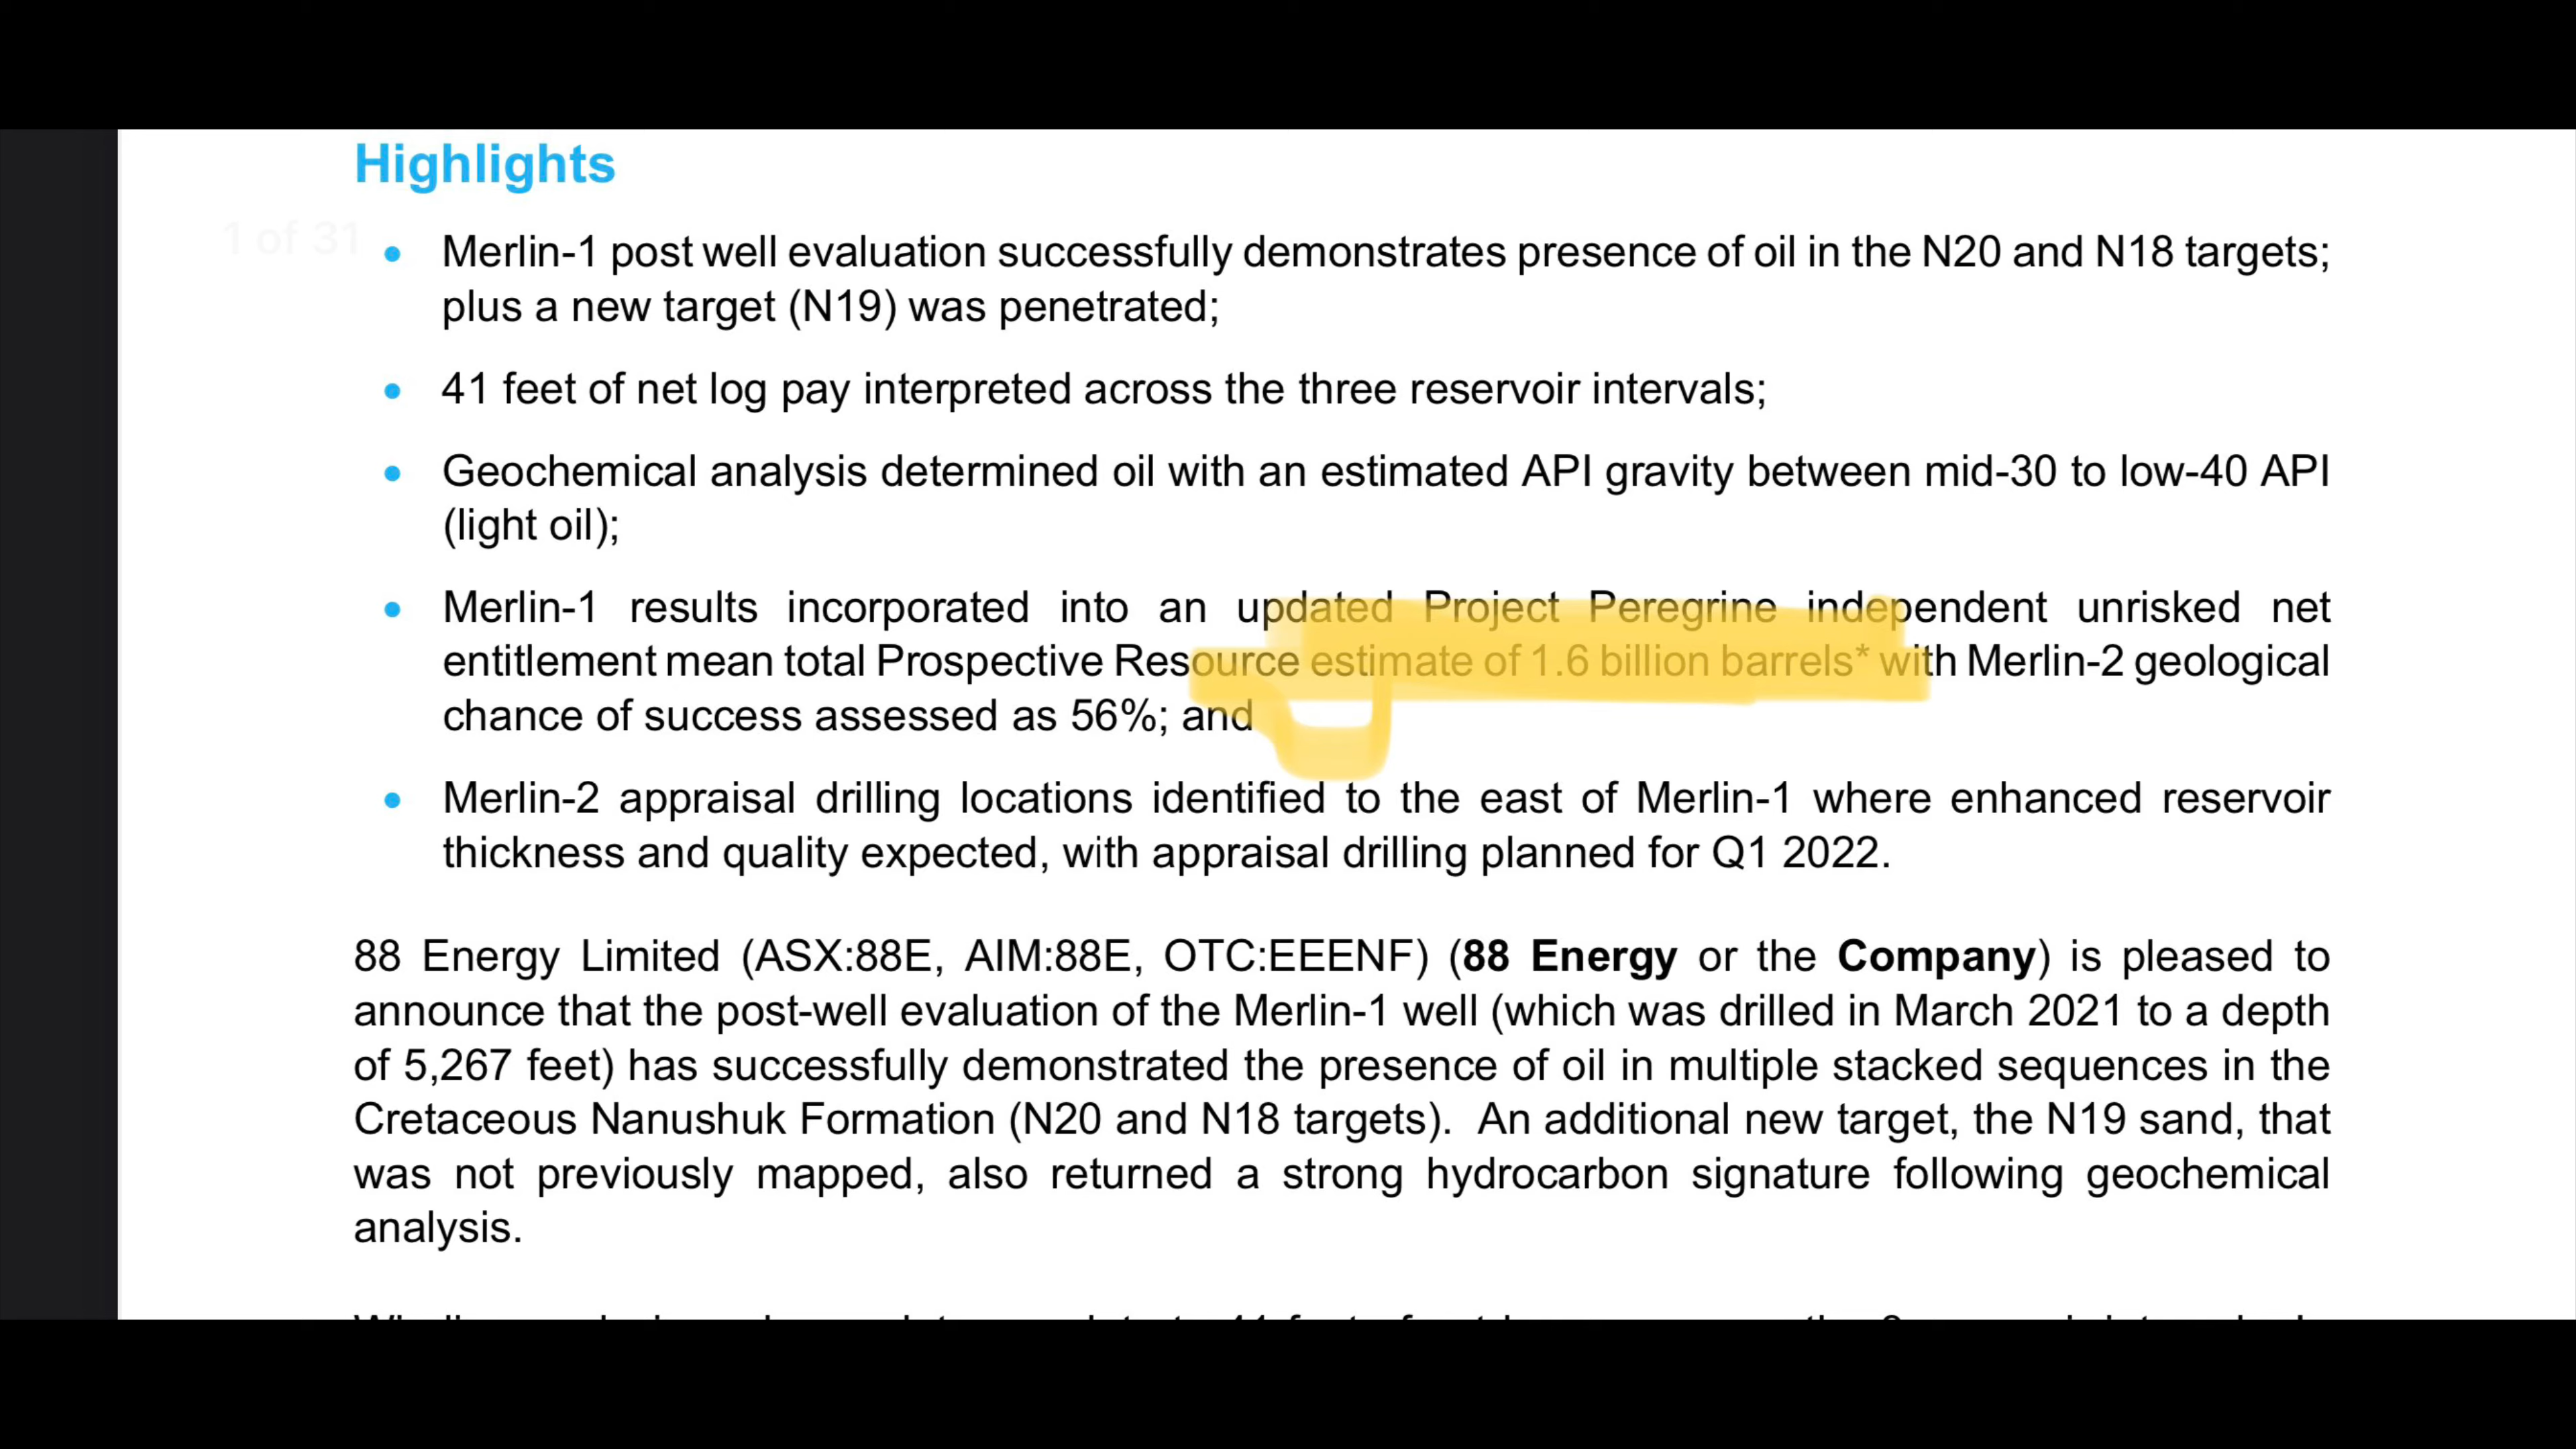 Highlights
1 of 31
• Merlin-1 post well evaluation successfully demonstrates presence of oil in the N20 and N18 targets;
plus a new target (N19) was penetrated;
• 41 feet of net log pay interpreted across the three reservoir intervals;
• Geochemical analysis determined oil with an estimated API gravity between mid-30 to low-40 API
(light oil);
• Merlin-1 results incorporated into an updated Project Peregrine independent unrisked net
entitlement mean total Prospective Resource estimate of 1.6 billion barrels* with Merlin-2 geological
chance of success assessed as 56%; and
• Merlin-2 appraisal drilling locations identified to the east of Merlin-1 where enhanced reservoir
thickness and quality expected, with appraisal drilling planned for Q1 2022.
88 Energy Limited (ASX:88E, AIM:88E, OTC:EEENF) (88 Energy or the Company) is pleased to
announce that the post-well evaluation of the Merlin-1 well (which was drilled in March 2021 to a depth
of 5,267 feet) has successfully demonstrated the presence of oil in multiple stacked sequences in the
Cretaceous Nanushuk Formation (N20 and N18 targets). An additional new target, the N19 sand, that
was not previously mapped, also returned a strong hydrocarbon signature following geochemical
analysis.